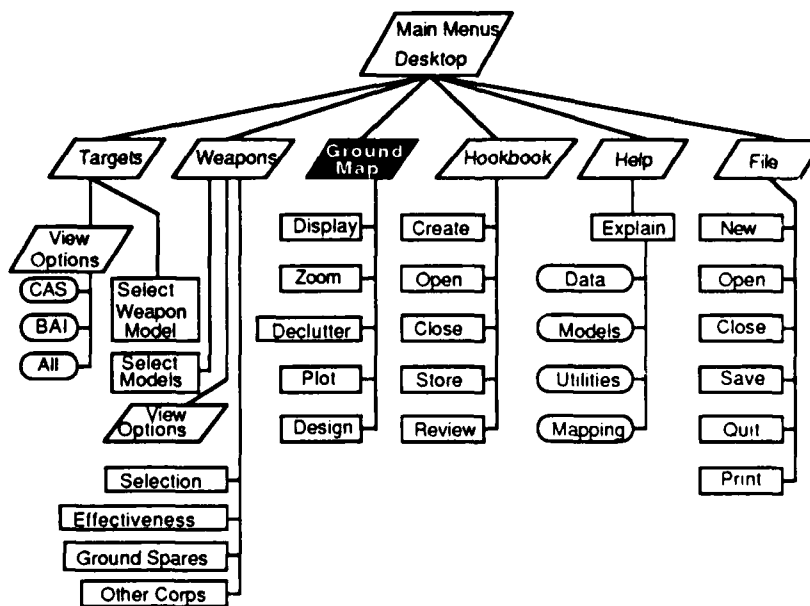 Main Menus
Desktop
Targets
Weapons
Ground
Map
Hookbook
Help
File
View
Options
CAS
BAI
All
Select
Weapon
Model
Select
Models
View
Options
Selection
Effectiveness
Ground Spares
Other Corps
Display
Zoom
Declutter
Plot
Design
Create
Open
Close
Store
Review
Explain
Data
Models
Utilities
Mapping
New
Open
Close
Save
Quit
Print